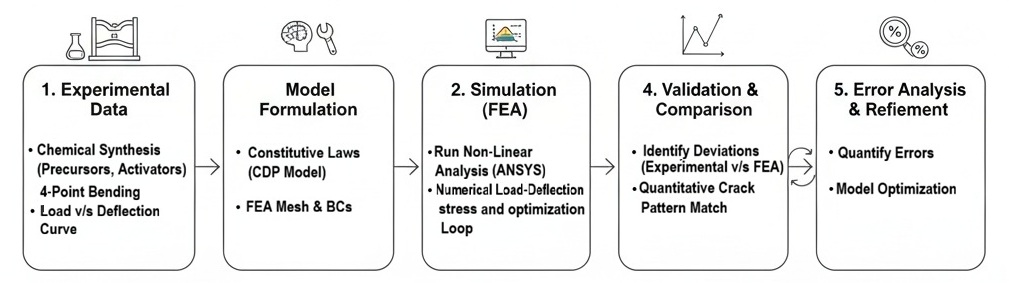 1. Experimental
Data
• Chemical Synthesis
(Precursors, Activators)
4-Point Bending
• Load v/s Deflection
Curve
Model
Formulation
• Constitutive Laws
(CDP Model)
• FEA Mesh & BCs
2. Simulation
(FEA)
•Run Non-Linear
Analysis (ANSYS)
•Numerical Load-Deflection
stress and optimization
Loop
4. Validation &
Comparison
• Identify Deviations
(Experimental v/s FEA)
•Quantitative Crack
Pattern Match
5. Error Analysis
& Refiement
•Quantify Errors
•Model Optimization
%
%